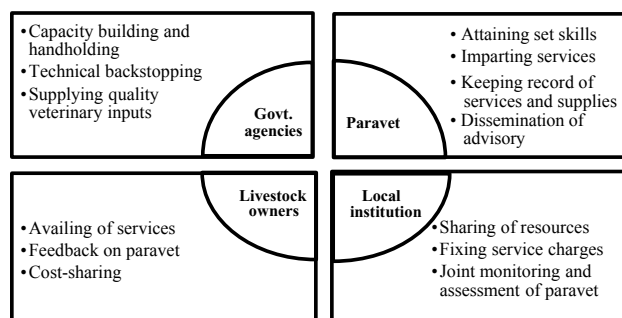 • Capacity building and
handholding
• Technical backstopping
• Supplying quality
veterinary inputs
Govt.
agencies
• Attaining set skills
• Imparting services
• Keeping record of
services and supplies
• Dissemination of
advisory
Paravet
Livestock
owners
• Availing of services
• Feedback on paravet
• Cost-sharing
Local
institution
• Sharing of resources
• Fixing service charges
• Joint monitoring and
assessment of paravet